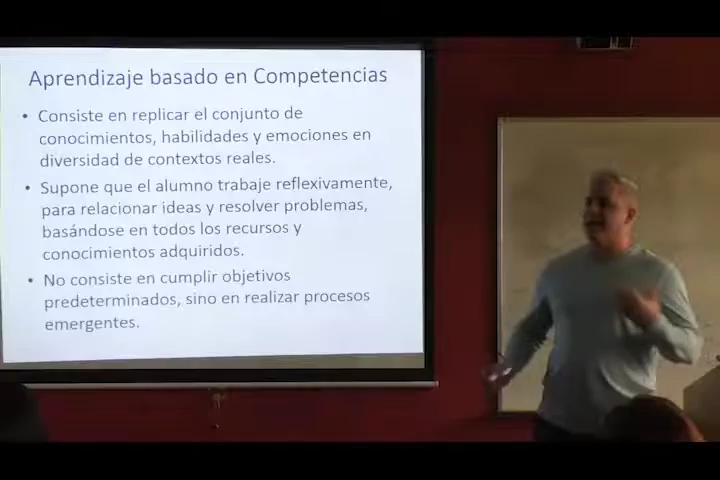 Aprendizaje basado en Competencias
• Consiste en replicar el conjunto de
conocimientos, habilidades y emociones en
diversidad de contextos reales.
• Supone que el alumno trabaje reflexivamente,
para relacionar ideas y resolver problemas,
basándose en todos los recursos y
conocimientos adquiridos.
• No consiste en cumplir objetivos
predeterminados, sino en realizar procesos
emergentes.